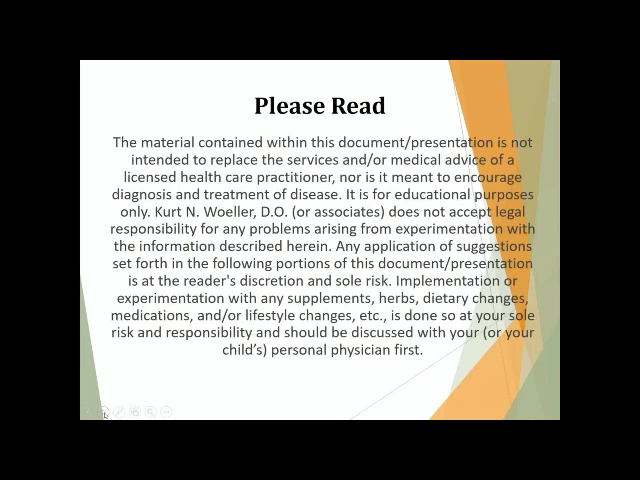 Please Read
The material contained within this document/presentation is not
intended to replace the services and/or medical advice of a
licensed health care practitioner, nor is it meant to encourage
diagnosis and treatment of disease. It is for educational purposes
only. Kurt N. Woeller, D.O. (or associates) does not accept legal
responsibility for any problems arising from experimentation with
the information described herein. Any application of suggestions
set forth in the following portions of this document/presentation
is at the reader's discretion and sole risk. Implementation or
experimentation with any supplements, herbs, dietary changes,
medications, and/or lifestyle changes, etc., is done so at your sole
risk and responsibility and should be discussed with your (or your
child’s) personal physician first.